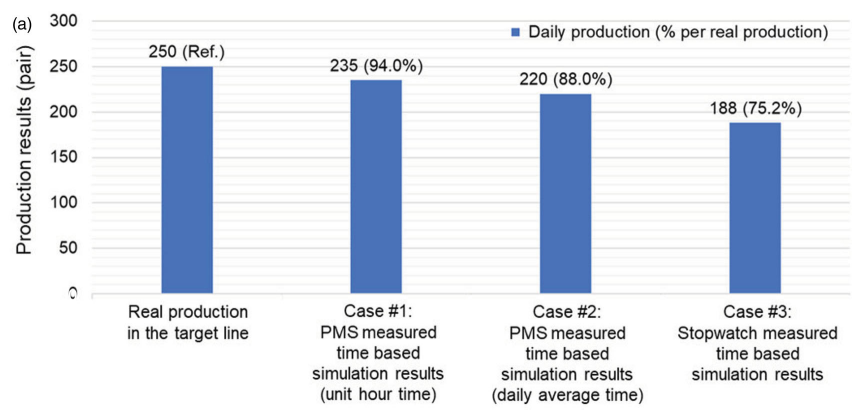 (a)
300
Daily production (% per real production)
250 (Ref.)
235 (94.0%)
220 (88.0%)
188 (75.2%)
250
200
150
100
50
0
Production results (pair)
Real production
in the target line
Case #1:
PMS measured
time based
simulation results
(unit hour time)
Case #2:
PMS measured
time based
simulation results
(daily average time)
Case #3:
Stopwatch measured
time based
simulation results